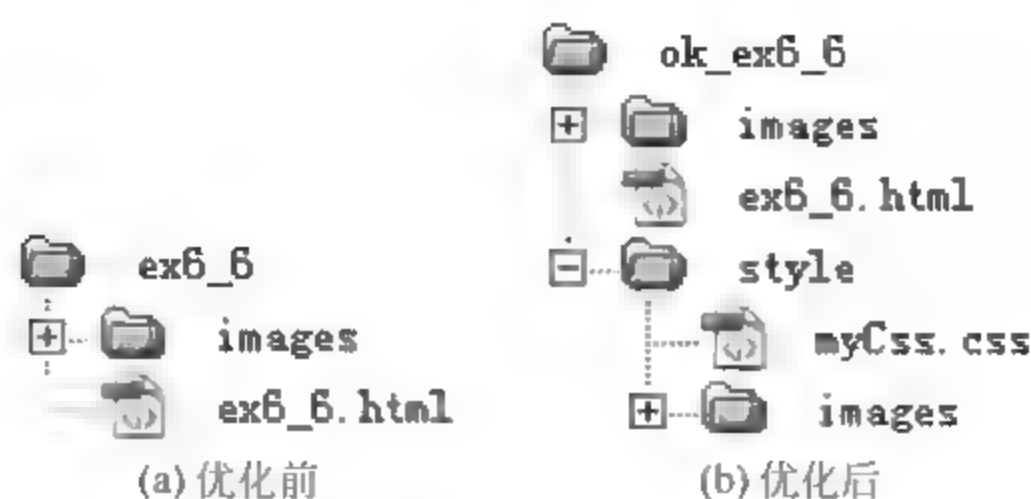 ex6_6
images
ex6_6.html
(a) 优化前
ok_ex6_6
images
ex6_6.html
style
myCss.css
images
(b) 优化后